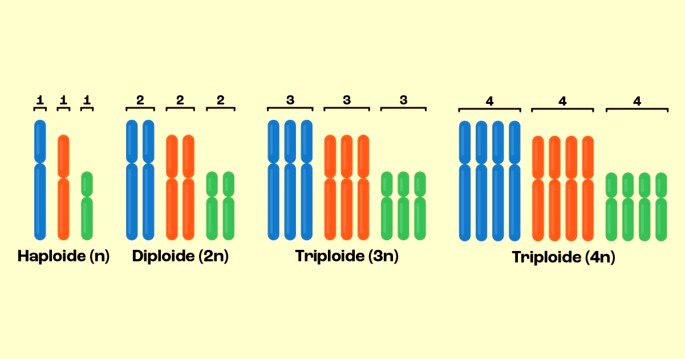 1 1 1 2 2 2 3 3 3 4 4 4
Haploide (n) Diploide (2n) Triploide (3n) Triploide (4n)